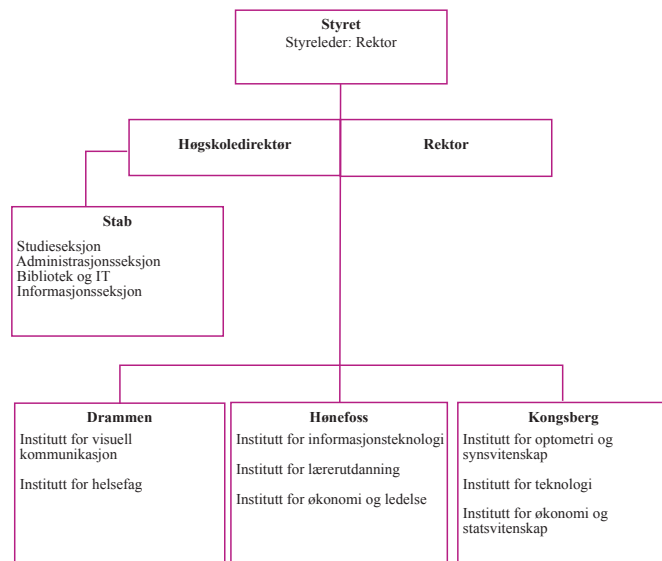 Styret
Styreleder: Rektor
Høgskoledirektør
Rektor
Stab
Studieseksjon
Administrasjonsseksjon
Bibliotek og IT
Informasjonsseksjon
Drammen
Institutt for visuell
kommunikasjon
Institutt for helsefag
Hønefoss
Institutt for informasjonsteknologi
Institutt for lærerutdanning
Institutt for økonomi og ledelse
Kongsberg
Institutt for optometri og
synsvitenskap
Institutt for teknologi
Institutt for økonomi og
statsvitenskap